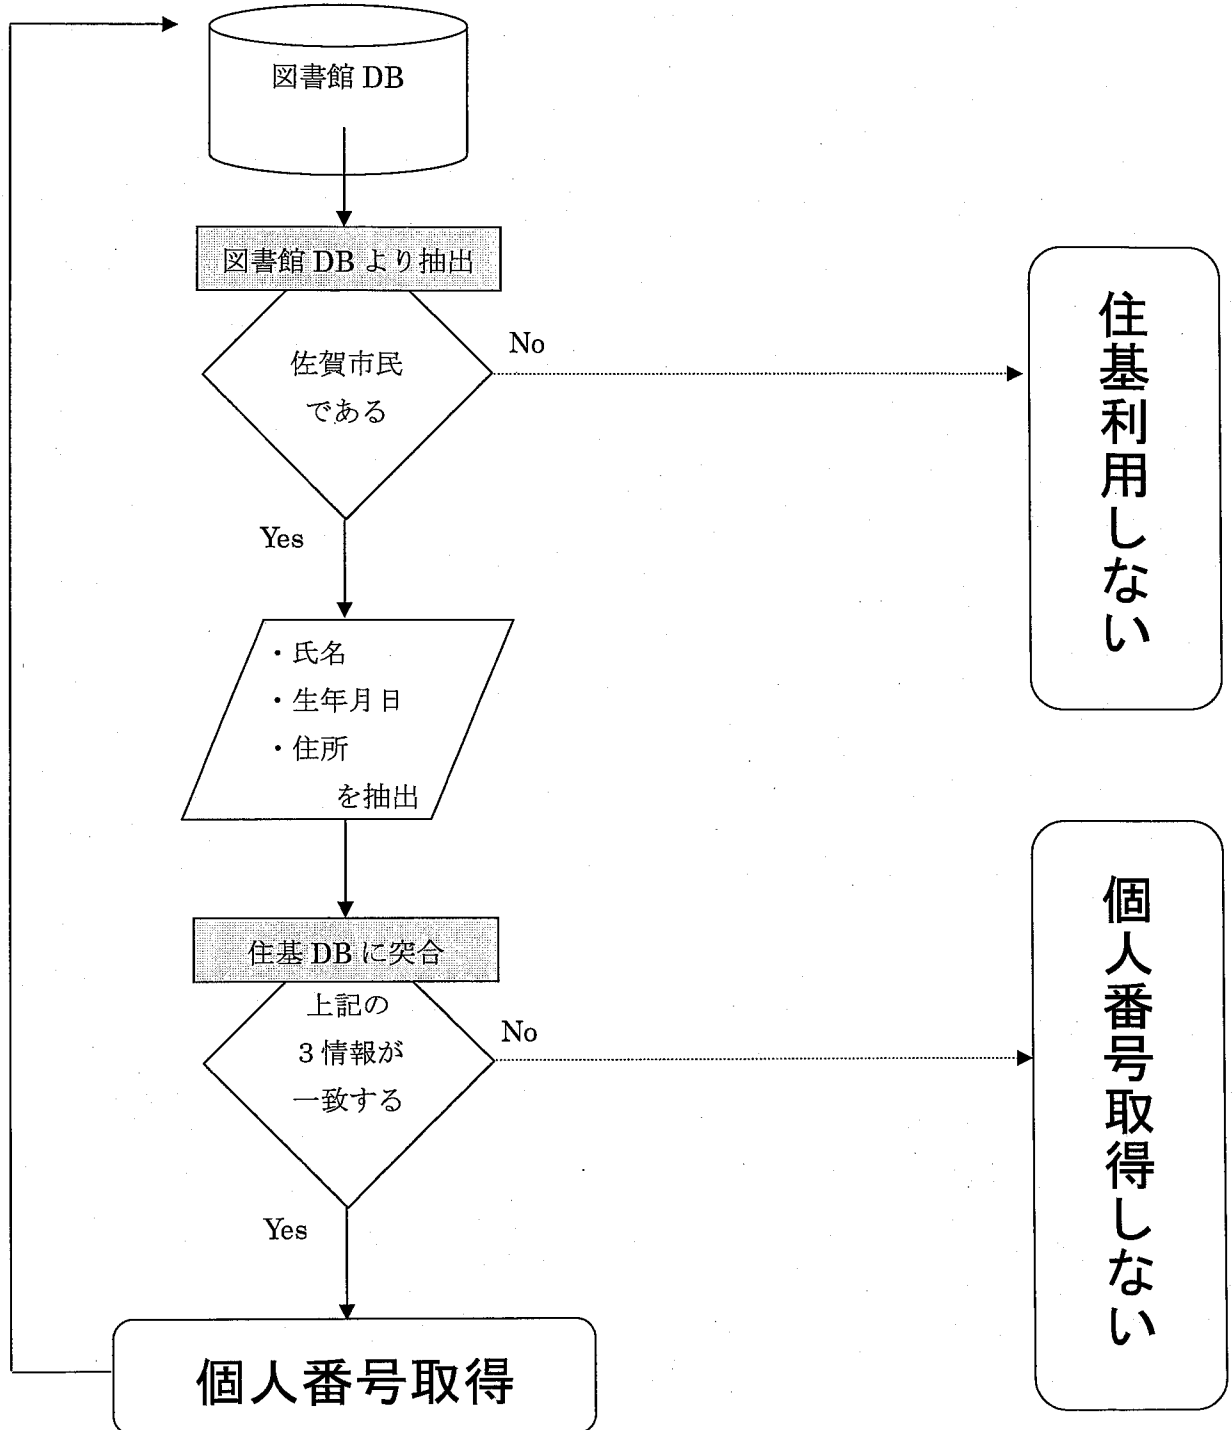 図書館 DB
図書館 DB より抽出
佐賀市民
である
No
住基利用しない
Yes
・氏名
・生年月日
・住所
を抽出
住基 DB に突合
上記の
3 情報が
一致する
No
個人番号取得しない
Yes
個人番号取得